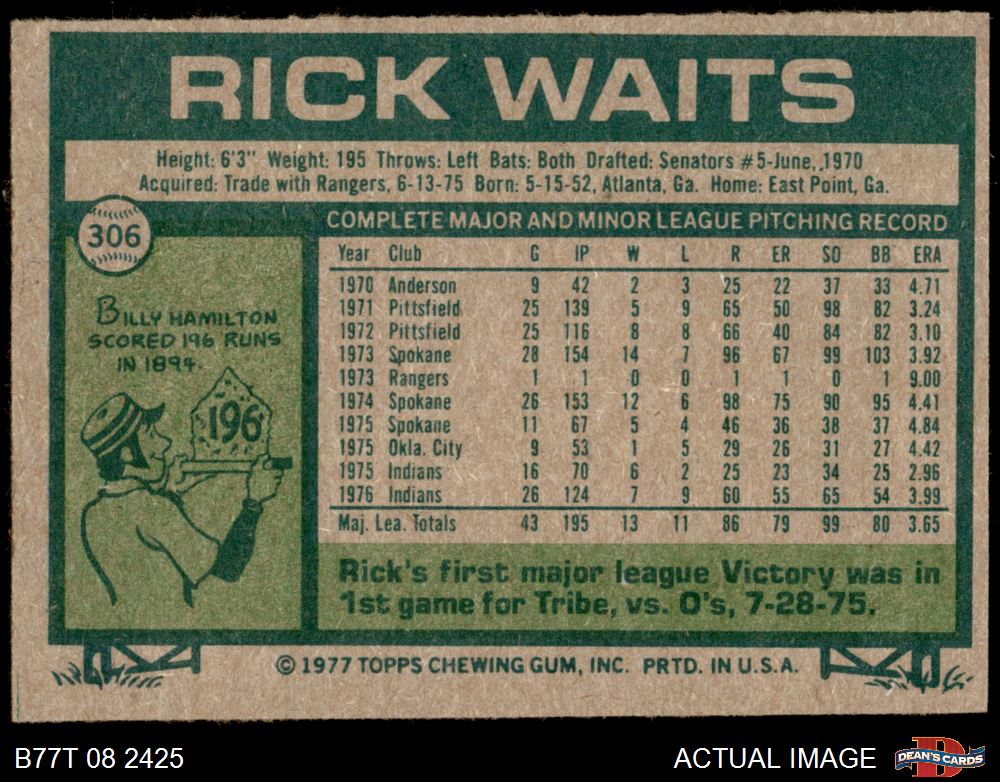 RICK WAITS
Height: 6'3" Weight: 195 Throws: Left Bats: Both Drafted: Senators #5-June, 1970
Acquired: Trade with Rangers, 6-13-75 Born: 5-15-52, Atlanta, Ga. Home: East Point, Ga.
306
BILLY HAMILTON
SCORED 196 RUNS
IN 1894.
196
COMPLETE MAJOR AND MINOR LEAGUE PITCHING RECORD
Year Club G IP W L R ER SO BB ERA
1970 Anderson 9 42 2 3 25 22 37 33 4.71
1971 Pittsfield 25 139 5 9 65 50 98 82 3.24
1972 Pittsfield 25 116 8 8 66 40 84 82 3.10
1973 Spokane 28 154 14 7 96 67 99 103 3.92
1973 Rangers 1 1 0 0 1 1 0 1 9.00
1974 Spokane 26 153 12 6 98 75 90 95 4.41
1975 Spokane 11 67 5 4 46 36 38 37 4.84
1975 Okla. City 9 53 1 5 29 26 31 27 4.42
1975 Indians 16 70 6 2 25 23 34 25 2.96
1976 Indians 26 124 7 9 60 55 65 54 3.99
Maj. Lea. Totals 43 195 13 11 86 79 99 80 3.65
Rick's first major league Victory was in
1st game for Tribe, vs. O's, 7-28-75.
© 1977 TOPPS CHEWING GUM, INC. PRTD. IN U.S.A.
B77T 08 2425
ACTUAL IMAGE
D
DEAN'S CARDS